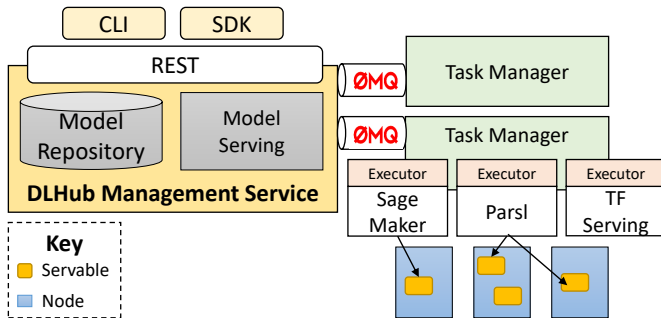 CLI
SDK
REST
Model
Repository
Model
Serving
DLHub Management Service
ØMQ
Task Manager
ØMQ
Task Manager
Executor
Sage
Maker
Executor
Parsl
Executor
TF
Serving
Key
Servable
Node